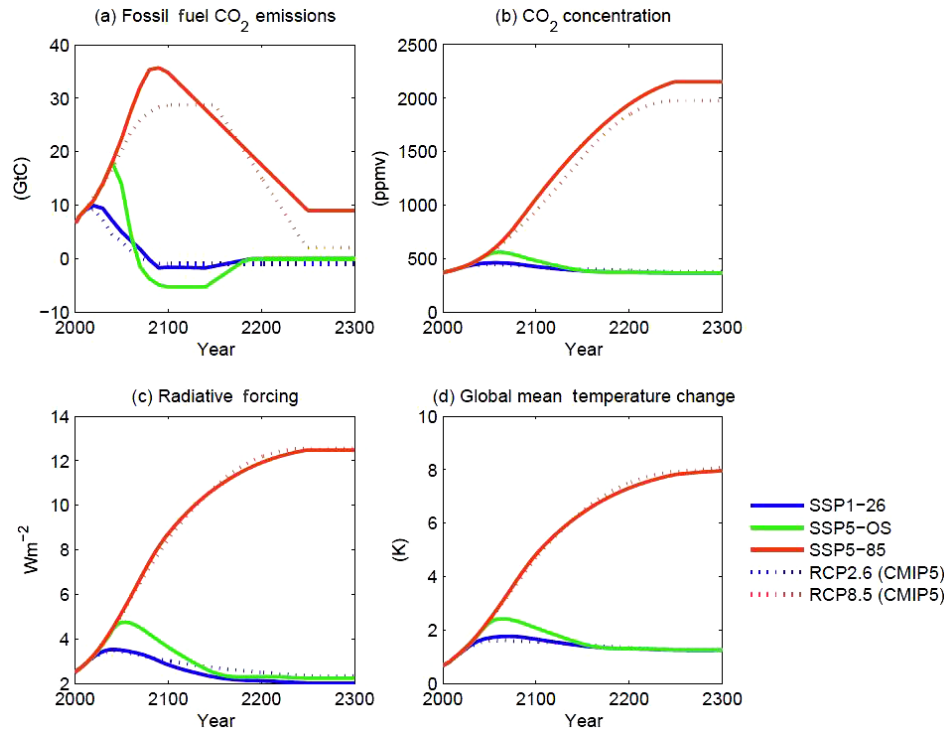 (a) Fossil fuel CO2 emissions
(b) CO2 concentration
40
30
20
10
0
−10
(GtC)
2000 2100 2200 2300
Year
2500
2000
1500
1000
500
0
(ppmv)
2000 2100 2200 2300
Year
(c) Radiative forcing
(d) Global mean temperature change
14
12
10
8
6
4
2
Wm−2
2000 2100 2200 2300
Year
10
8
6
4
2
0
(K)
2000 2100 2200 2300
Year
SSP1−26
SSP5−OS
SSP5−85
RCP2.6 (CMIP5)
RCP8.5 (CMIP5)